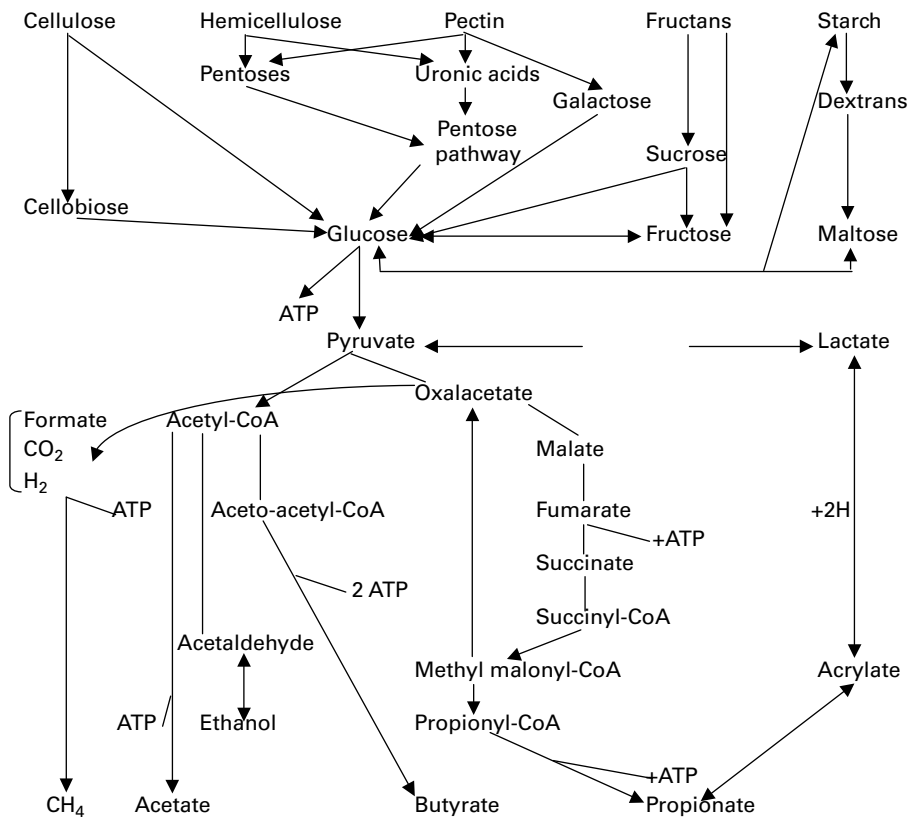 Cellulose
Hemicellulose
Pectin
Fructans
Starch
Pentoses
Uronic acids
Galactose
Dextrans
Pentose
pathway
Sucrose
Cellobiose
Glucose
Fructose
Maltose
ATP
Pyruvate
Lactate
Oxalacetate
Formate
Acetyl-CoA
CO2
Malate
H2
ATP
Aceto-acetyl-CoA
Fumarate
+2H
+ATP
Succinate
2 ATP
Succinyl-CoA
Acetaldehyde
Methyl malonyl-CoA
Acrylate
ATP
Ethanol
Propionyl-CoA
+ATP
CH4
Acetate
Butyrate
Propionate